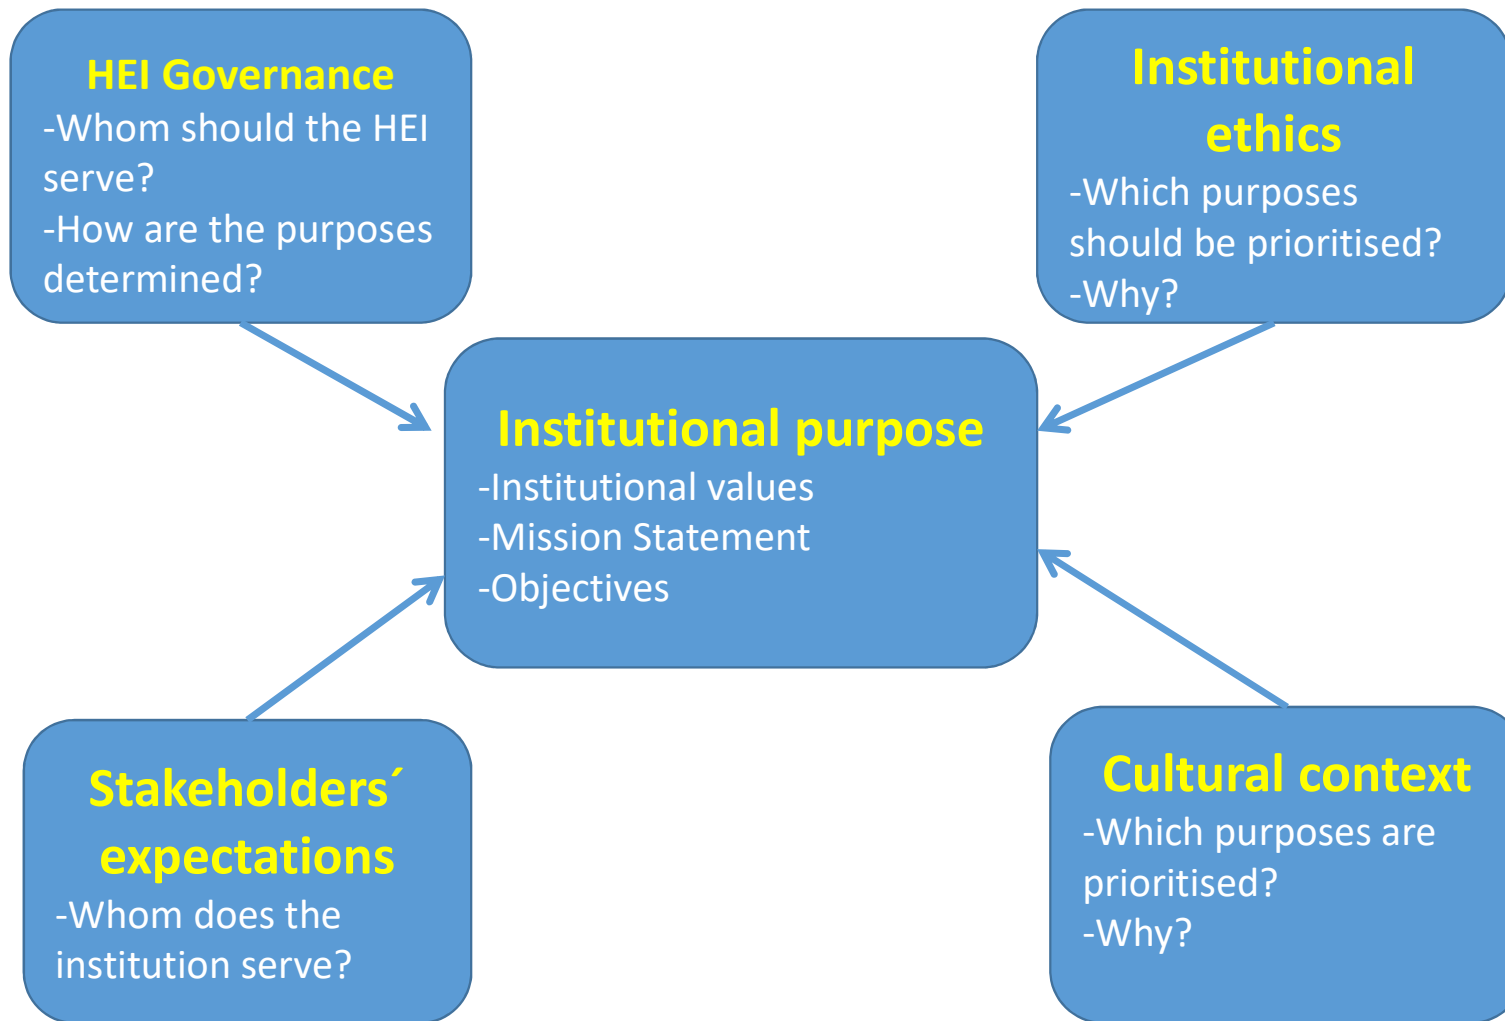 HEI Governance
-Whom should the HEI
serve?
-How are the purposes
determined?
Institutional
ethics
-Which purposes
should be prioritised?
-Why?
Institutional purpose
-Institutional values
-Mission Statement
-Objectives
Stakeholders´
expectations
-Whom does the
institution serve?
Cultural context
-Which purposes are
prioritised?
-Why?